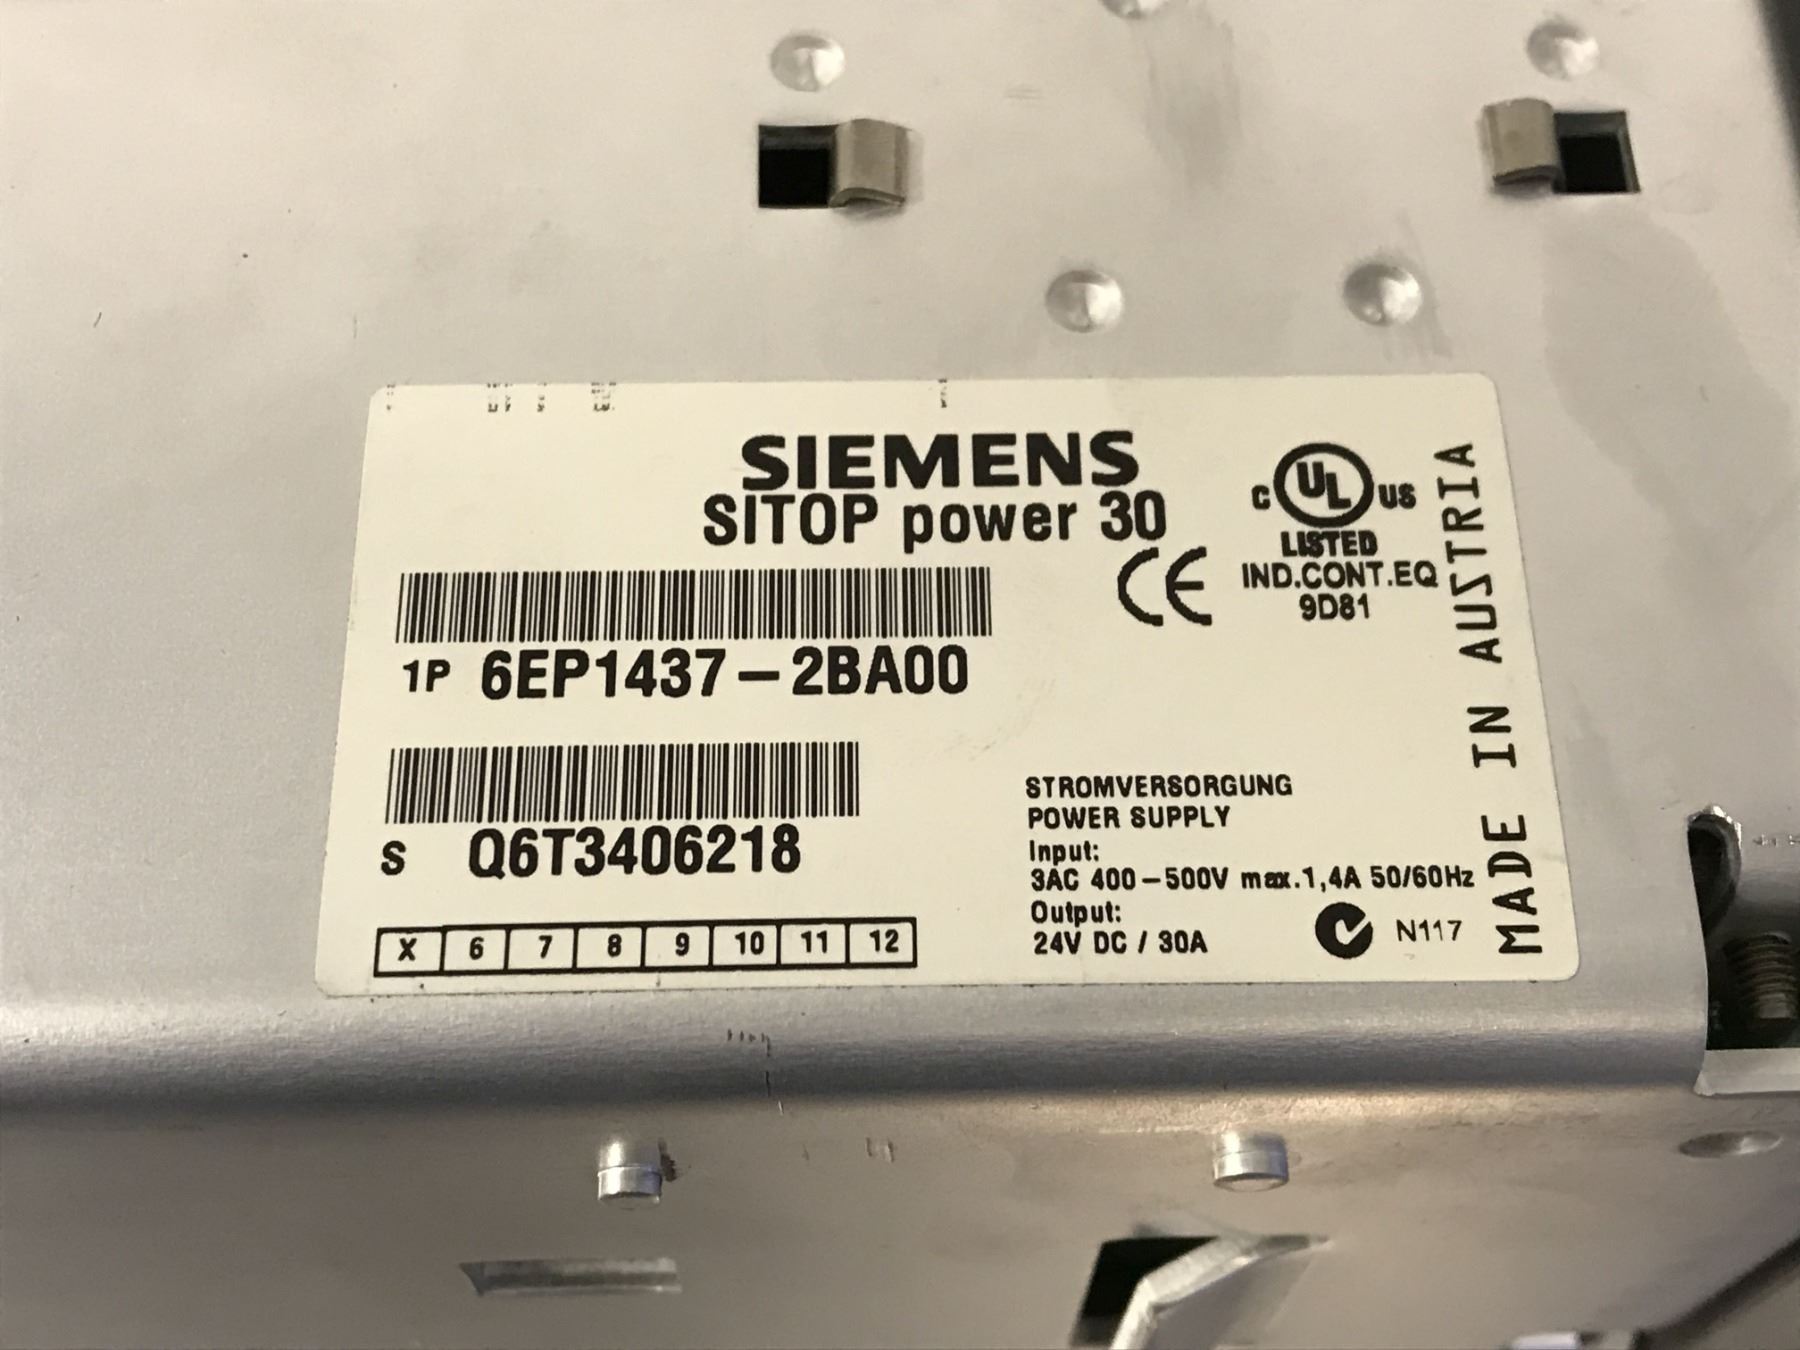 SIEMENS
SITOP power 30
C UL US
LISTED
IND.CONT.EQ
9D81
CE
1P 6EP1437-2BA00
S Q6T3406218
X 6 7 8 9 10 11 12
STROMVERSORGUNG
POWER SUPPLY
Input:
3AC 400-500V max.1,4A 50/60Hz
Output:
24V DC / 30A
N117
MADE IN AUSTRIA